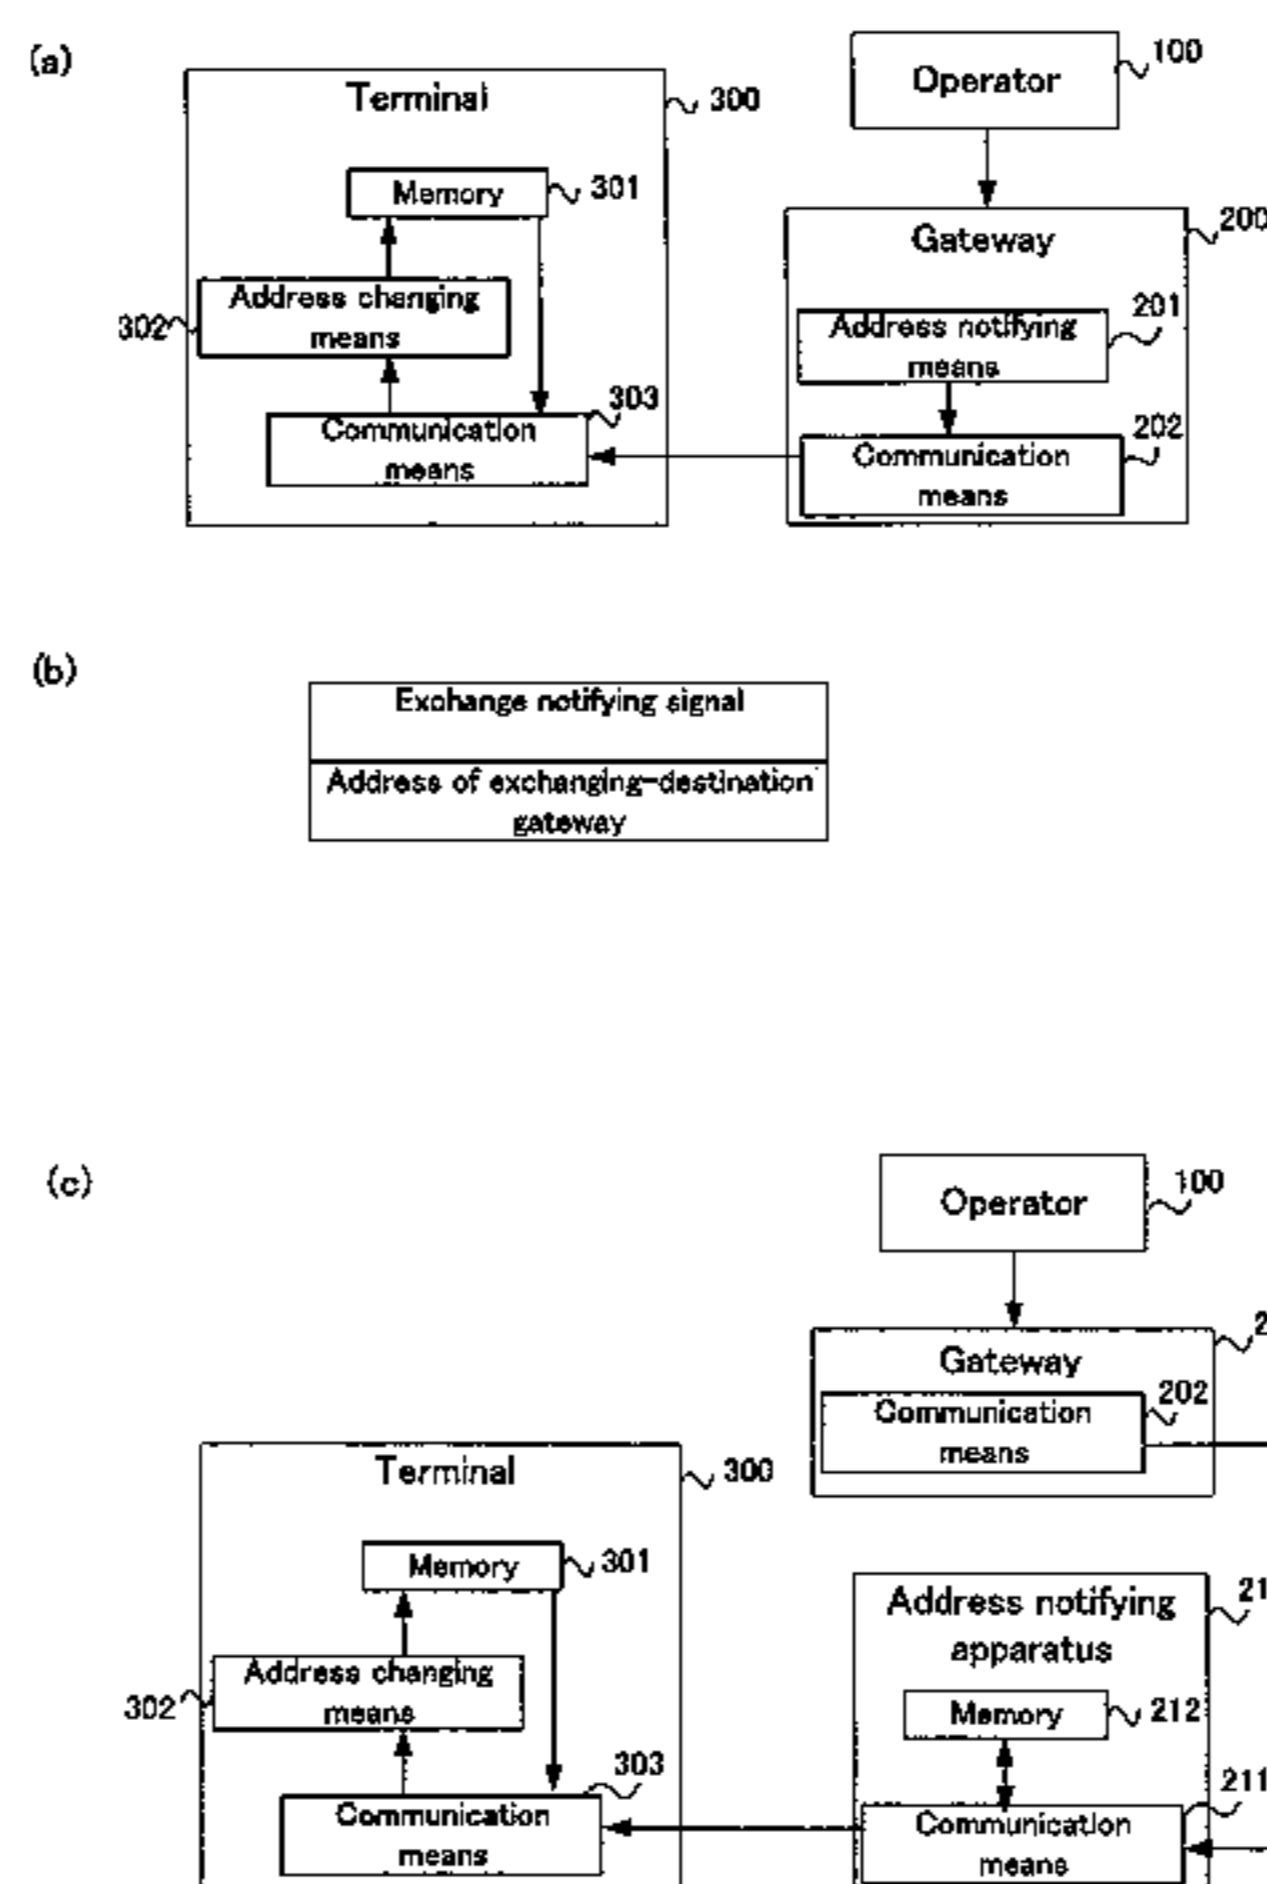 (a)
Operator
100
Terminal
300
Memory
301
Gateway
200
Address changing
means
302
Address notifying
means
201
303
Communication
means
202
Communication
means
(b)
Exchange notifying signal
Address of exchanging-destination
gateway
(c)
Operator
100
Gateway
202
Communication
means
Terminal
300
Memory
301
Address notifying
apparatus
Address changing
means
302
Memory
212
303
Communication
means
211
Communication
means